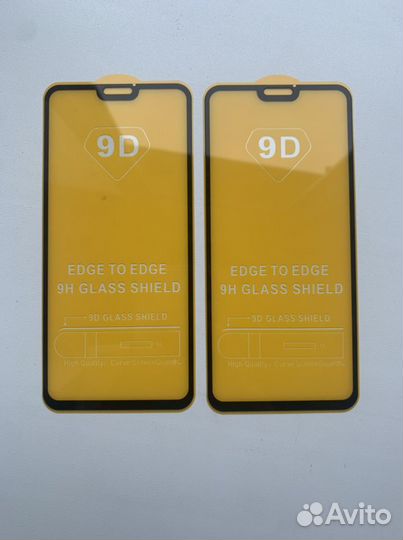 9D
EDGE TO EDGE
9H GLASS SHIELD
9D GLASS SHIELD
High Quality
9D
EDGE TO EDGE
9H GLASS SHIELD
9D GLASS SHIELD
High Quality
Avito